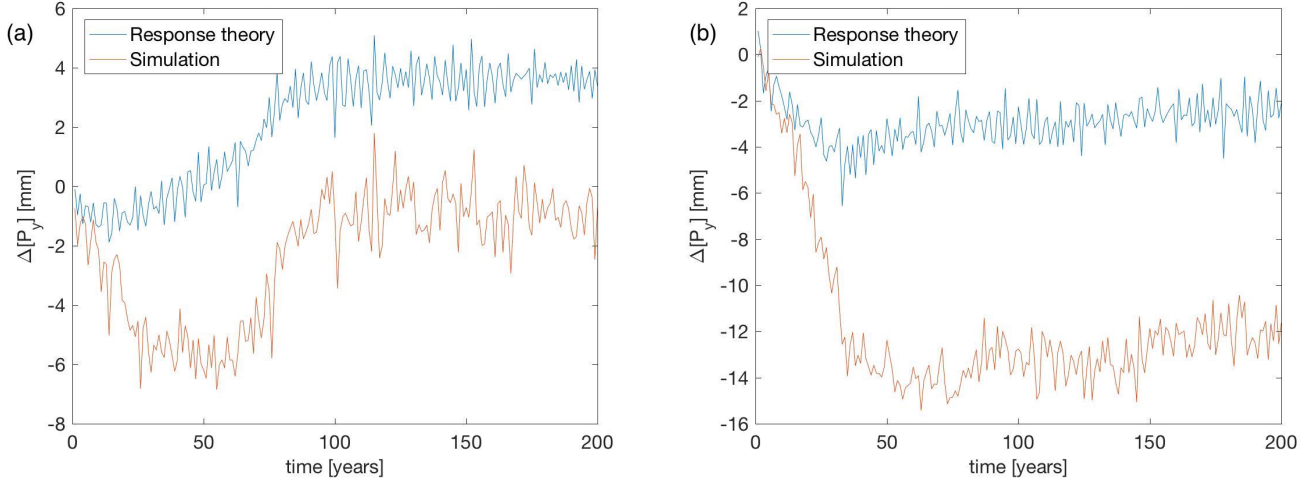 (a)
Response theory
Simulation
6
4
2
0
-2
-4
-6
-8
Δ[P_y] [mm]
0
50
100
150
200
time [years]
(b)
Response theory
Simulation
2
0
-2
-4
-6
-8
-10
-12
-14
-16
Δ[P_y] [mm]
0
50
100
150
200
time [years]